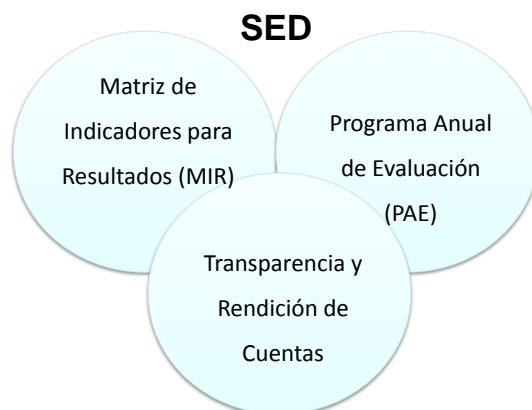 SED
Matriz de
Indicadores para
Resultados (MIR)
Programa Anual
de Evaluación
(PAE)
Transparencia y
Rendición de
Cuentas